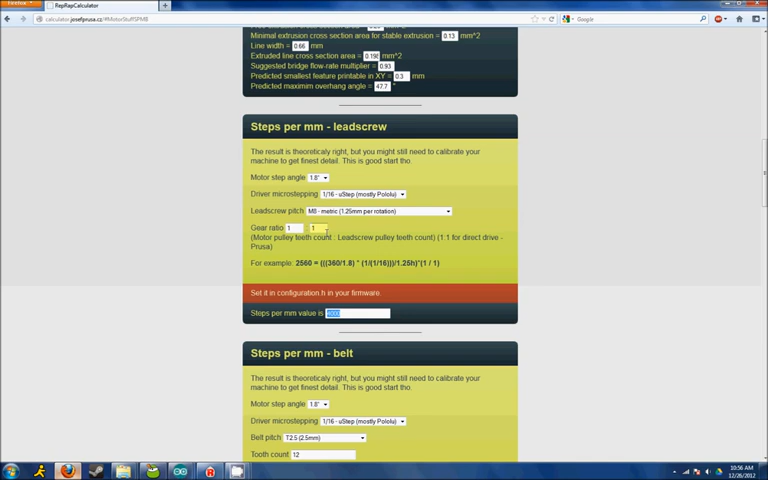 Firefox
RepRapCalculator
calculator.josefprusa.cz/#MotorStuffSPMB
Google
Minimal extrusion cross section area for stable extrusion = 0.13 mm^2
Line width = 0.66 mm
Extruded line cross section area = 0.198 mm^2
Suggested bridge flow-rate multiplier = 0.93
Predicted smallest feature printable in XY = 0.3 mm
Predicted maximim overhang angle = 47.7 °
Steps per mm - leadscrew
The result is theoreticaly right, but you might still need to calibrate your
machine to get finest detail. This is good start tho.
Motor step angle 1.8°
Driver microstepping 1/16 - uStep (mostly Pololu)
Leadscrew pitch M8 - metric (1.25mm per rotation)
Gear ratio 1 : 1
(Motor pulley teeth count : Leadscrew pulley teeth count) (1:1 for direct drive -
Prusa)
For example: 2560 = (((360/1.8) * (1/(1/16)))/1.25h)*(1 / 1)
Set it in configuration.h in your firmware.
Steps per mm value is
Steps per mm - belt
The result is theoreticaly right, but you might still need to calibrate your
machine to get finest detail. This is good start tho.
Motor step angle 1.8°
Driver microstepping 1/16 - uStep (mostly Pololu)
Belt pitch T2.5 (2.5mm)
Tooth count 12
10:56 AM
12/26/2012